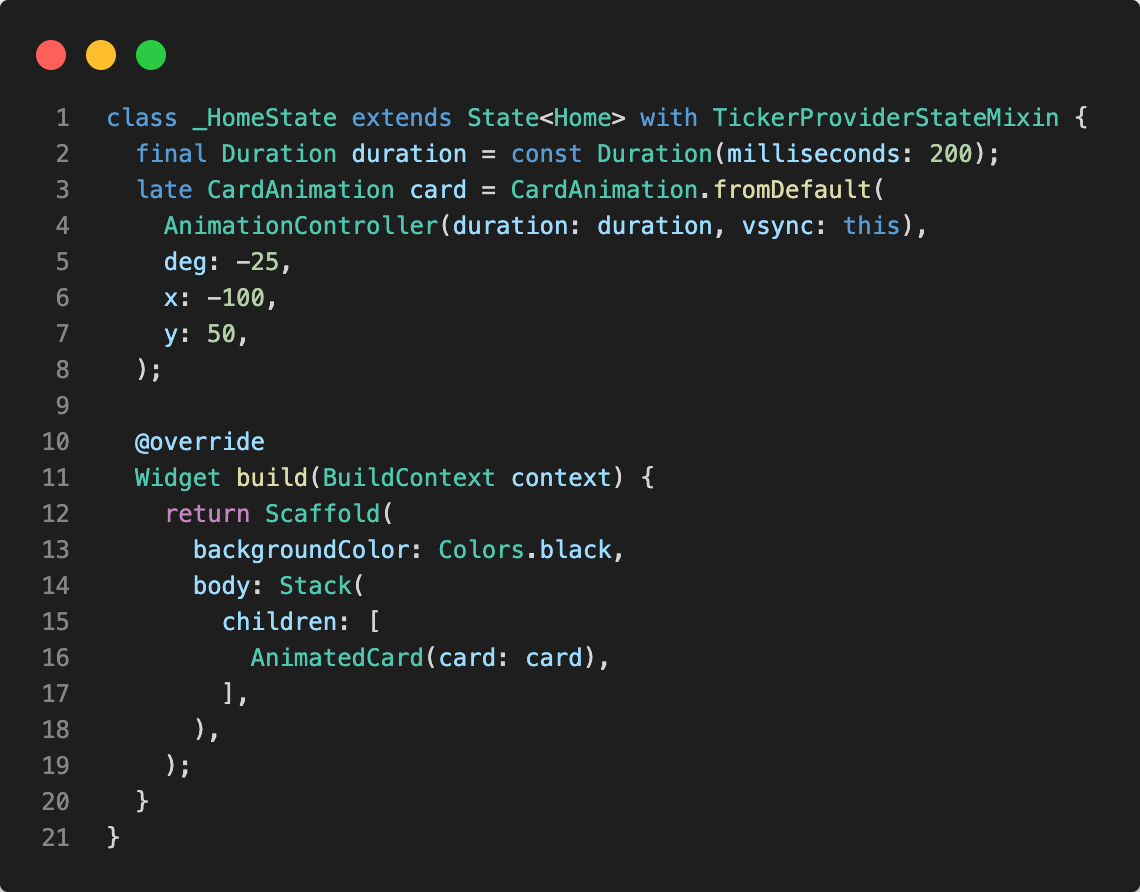 1 class _HomeState extends State<Home> with TickerProviderStateMixin {
2   final Duration duration = const Duration(milliseconds: 200);
3   late CardAnimation card = CardAnimation.fromDefault(
4     AnimationController(duration: duration, vsync: this),
5     deg: -25,
6     x: -100,
7     y: 50,
8   );
9
10   @override
11   Widget build(BuildContext context) {
12     return Scaffold(
13       backgroundColor: Colors.black,
14       body: Stack(
15         children: [
16           AnimatedCard(card: card),
17         ],
18       ),
19     );
20   }
21 }